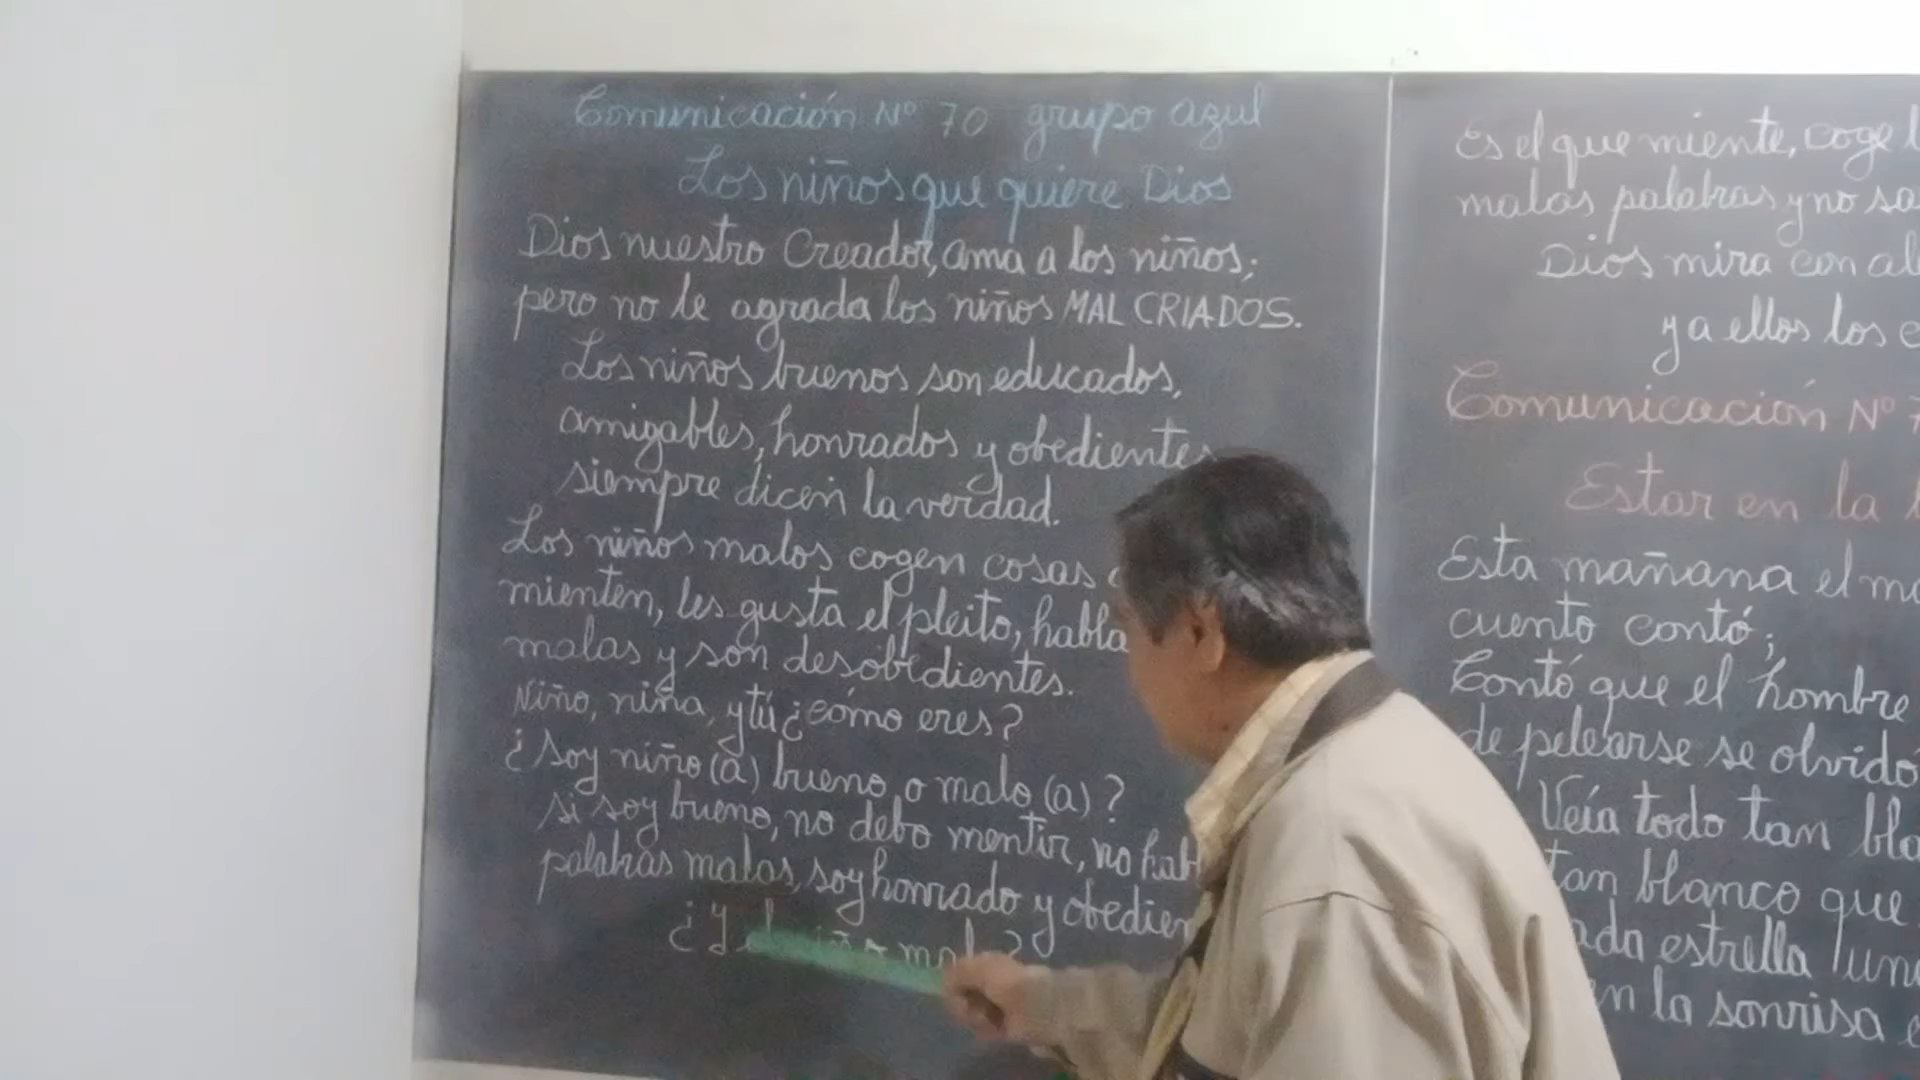 Comunicación Nº 70 grupo azul
Los niños que quiere Dios
Dios nuestro Creador, ama a los niños;
pero no le agrada los niños MAL CRIADOS.
Los niños buenos son educados,
amigables, honrados y obedientes
siempre dicen la verdad.
Los niños malos cogen cosas
mienten, les gusta el pleito, habla
malas y son desobedientes.
Niño, niña, y tú ¿cómo eres?
¿Soy niño (a) bueno o malo (a)?
si soy bueno, no debo mentir, no hab
palabras malas, soy honrado y obedien
¿Y
Es el que miente, coge l
malas palabras y no sa
Dios mira con al
y a ellos los
Comunicación Nº 7
Estar en la
Esta mañana el ma
cuento contó;
Contó que el hombre
de pelearse se olvidó
Veía todo tan bla
tan blanco que
ada estrella una
en la sonrisa